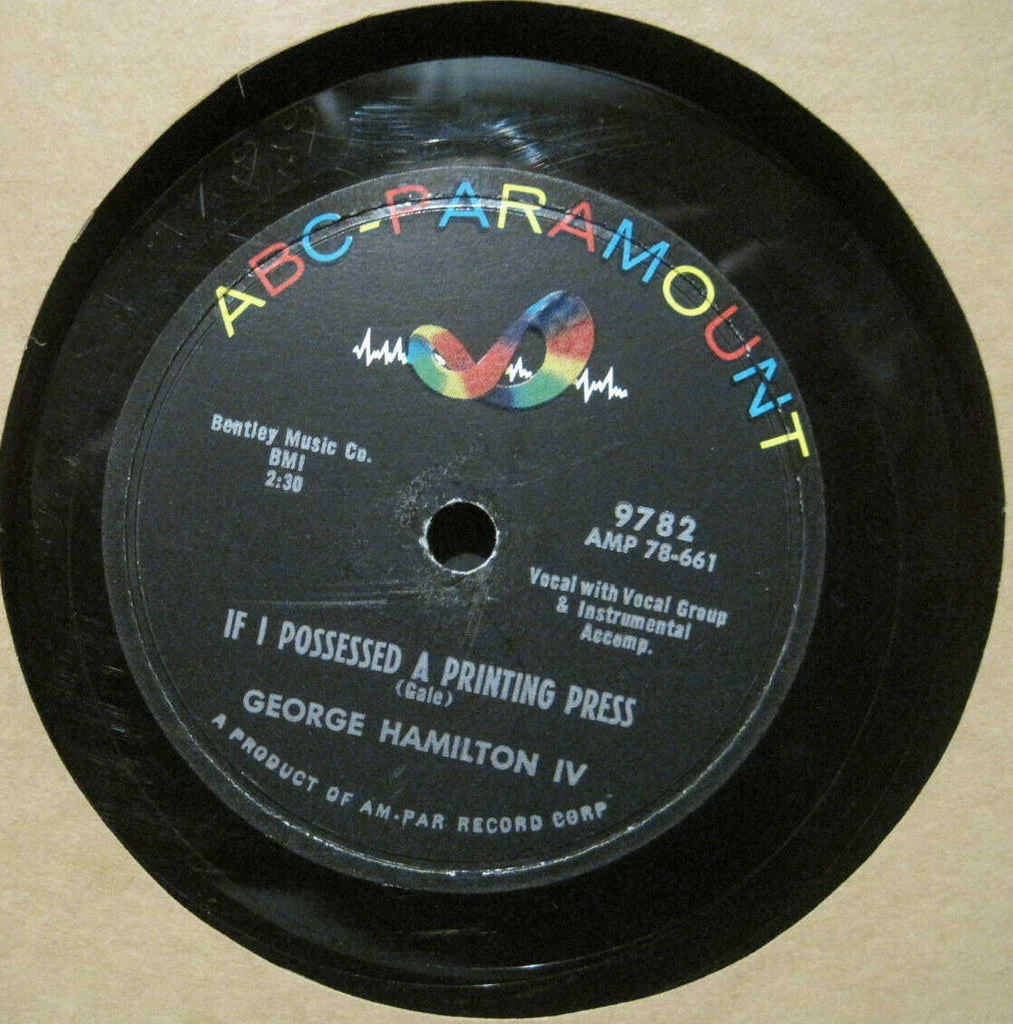 ABC-PARAMOUNT
Bentley Music Co.
BMI
2:30
9782
AMP 78-661
Vocal with Vocal Group
& Instrumental
Accomp.
IF I POSSESSED A PRINTING PRESS
(Gale)
GEORGE HAMILTON IV
A PRODUCT OF AM-PAR RECORD CORP